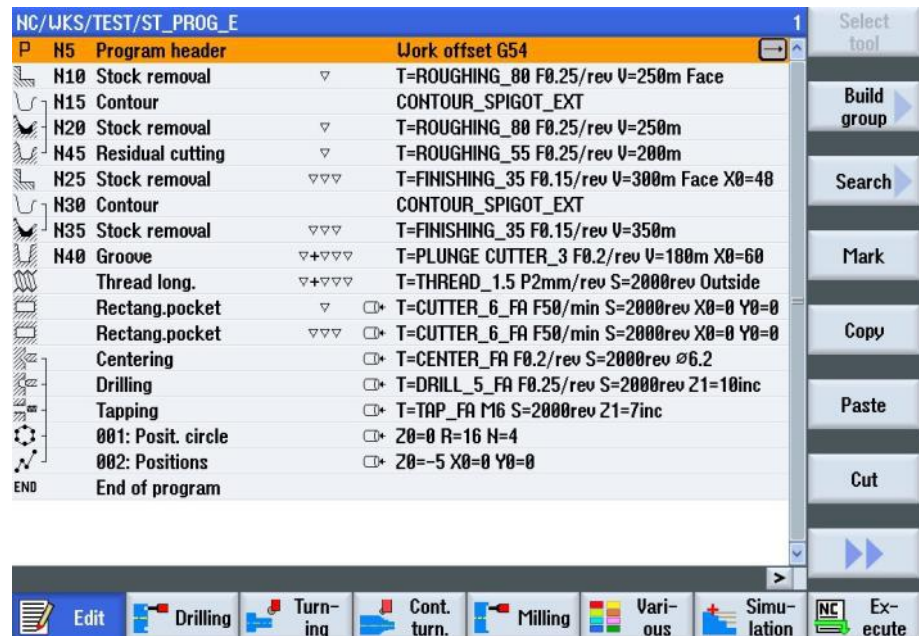 NC/WKS/TEST/ST_PROG_E 1
P N5 Program header Work offset G54
N10 Stock removal ▽ T=ROUGHING_80 F0.25/rev V=250m Face
N15 Contour CONTOUR_SPIGOT_EXT
N20 Stock removal ▽ T=ROUGHING_80 F0.25/rev V=250m
N45 Residual cutting ▽ T=ROUGHING_55 F0.25/rev V=200m
N25 Stock removal ▽▽▽ T=FINISHING_35 F0.15/rev V=300m Face X0=48
N30 Contour CONTOUR_SPIGOT_EXT
N35 Stock removal ▽▽▽ T=FINISHING_35 F0.15/rev V=350m
N40 Groove ▽+▽▽▽ T=PLUNGE CUTTER_3 F0.2/rev V=180m X0=60
Thread long. ▽+▽▽▽ T=THREAD_1.5 P2mm/rev S=2000rev Outside
Rectang.pocket ▽ T=CUTTER_6_FA F50/min S=2000rev X0=0 Y0=0
Rectang.pocket ▽▽▽ T=CUTTER_6_FA F50/min S=2000rev X0=0 Y0=0
Centering T=CENTER_FA F0.2/rev S=2000rev ⌀6.2
Drilling T=DRILL_5_FA F0.25/rev S=2000rev Z1=10inc
Tapping T=TAP_FA M6 S=2000rev Z1=7inc
001: Posit. circle Z0=0 R=16 N=4
002: Positions Z0=-5 X0=0 Y0=0
END End of program
Select
tool
Build
group
Search
Mark
Copy
Paste
Cut
>
Edit
Drilling
Turn-
ing
Cont.
turn.
Milling
Vari-
ous
Simu-
lation
NC
Ex-
ecute